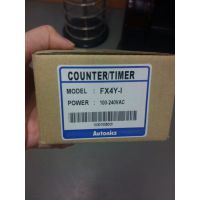 COUNTER/TIMER
MODEL : FX4Y-I
POWER : 100-240VAC
Autonics